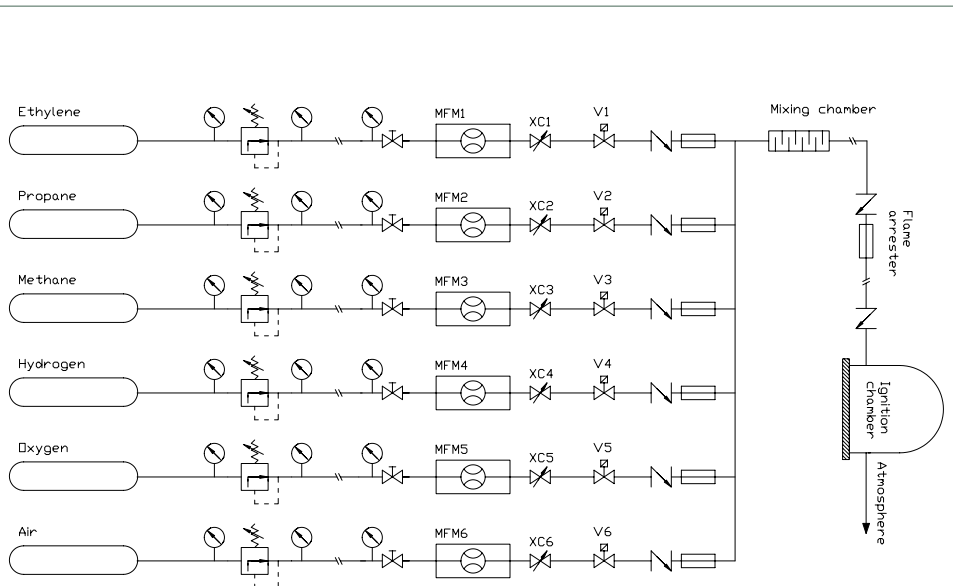 Ethylene
MFM1
XC1
V1
Mixing chamber
Propane
MFM2
XC2
V2
Flame
arrester
Methane
MFM3
XC3
V3
Hydrogen
MFM4
XC4
V4
Ignition
chamber
Oxygen
MFM5
XC5
V5
Atmosphere
Air
MFM6
XC6
V6